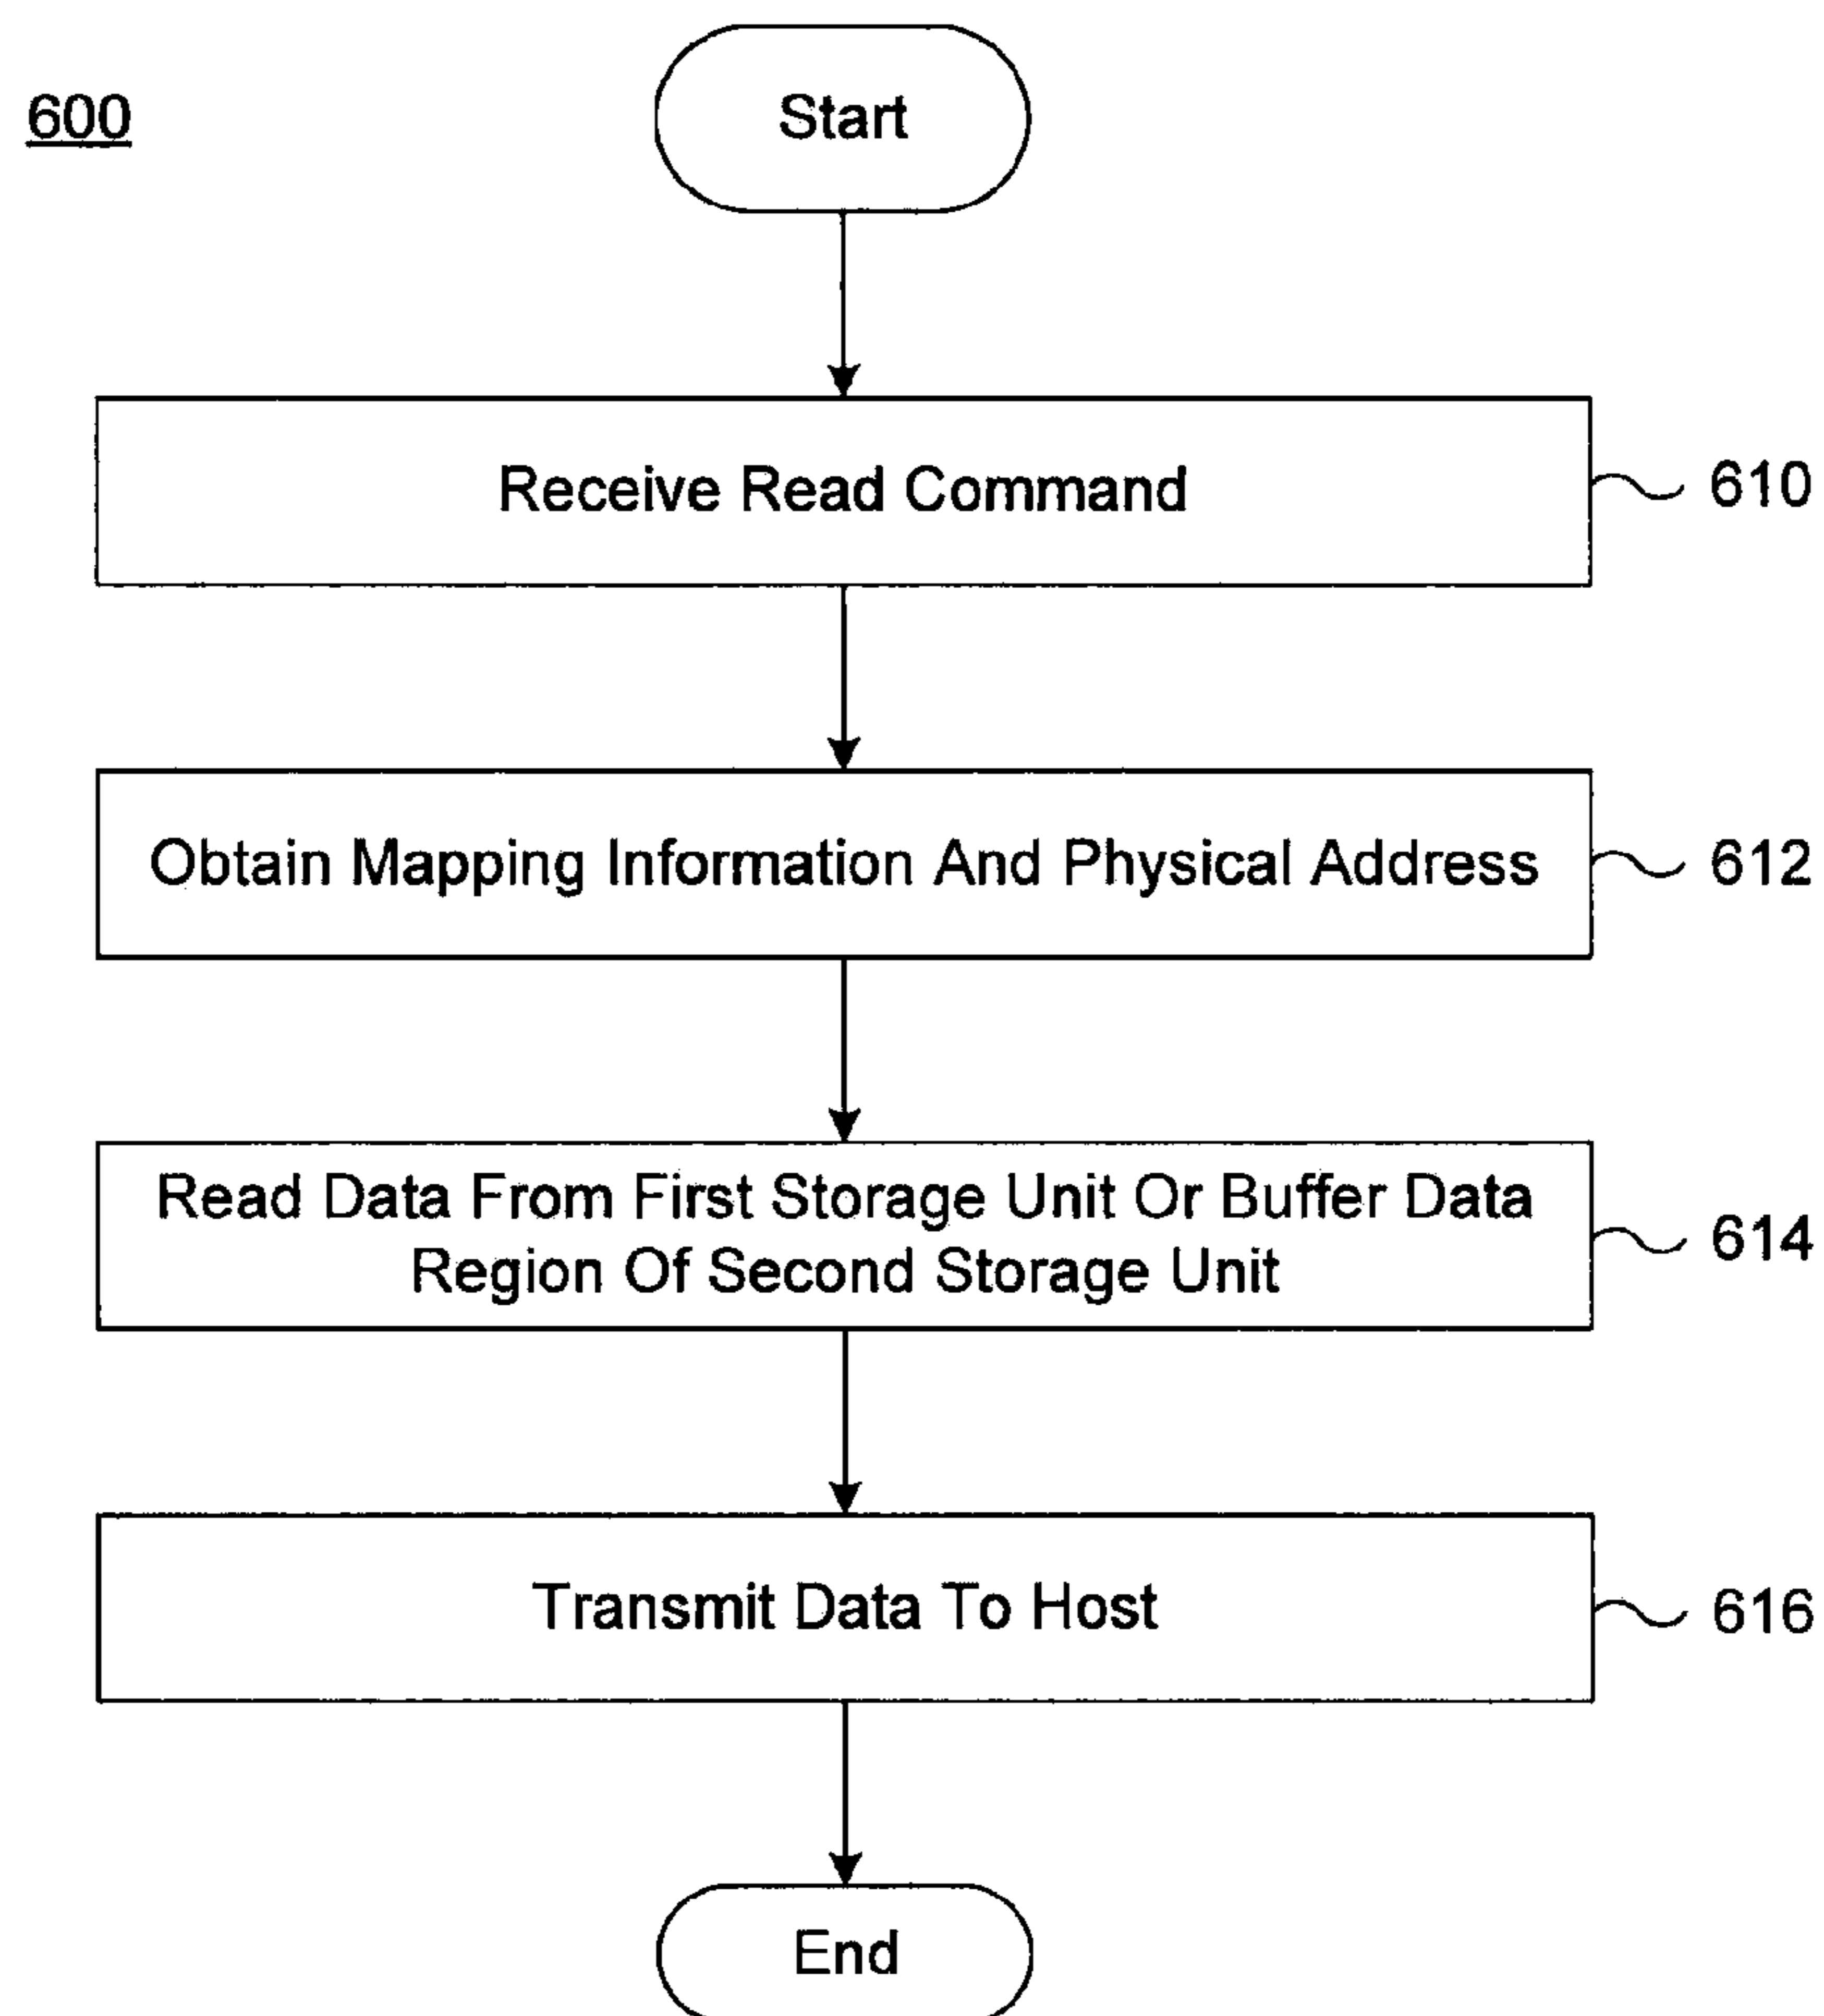 600
Start
Receive Read Command
610
Obtain Mapping Information And Physical Address
612
Read Data From First Storage Unit Or Buffer Data
Region Of Second Storage Unit
614
Transmit Data To Host
616
End